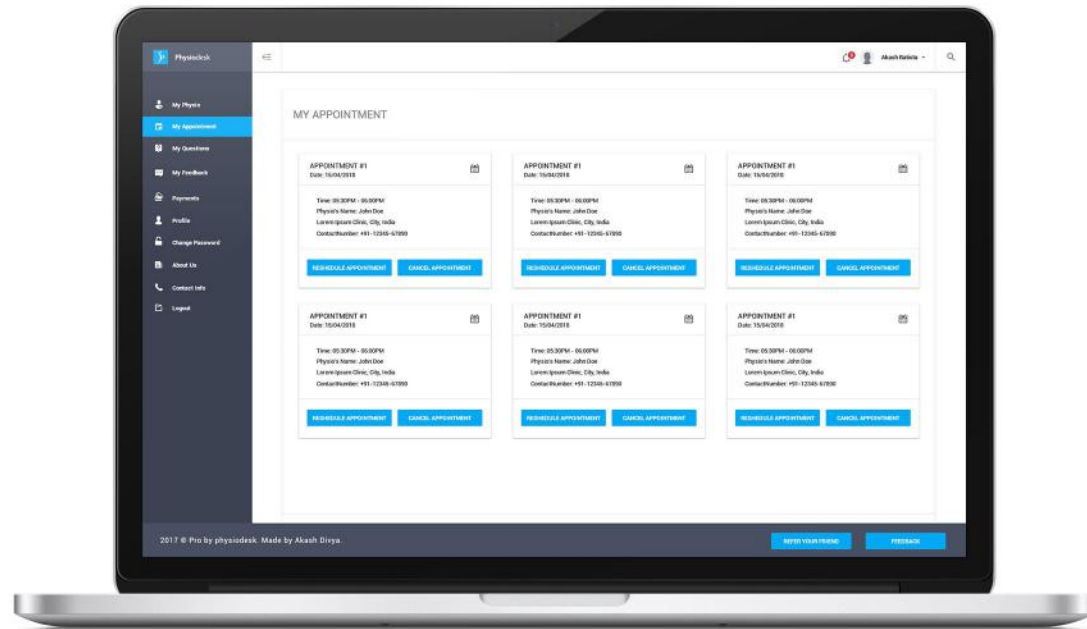 Physiodesk
Akash
My Physio
My Appointment
My Questions
My Feedback
Payments
Profile
Change Password
About Us
Contact Info
Logout
MY APPOINTMENT
APPOINTMENT #1
Date: 15/04/2018
Time: 05:30PM - 06:00PM
Physio's Name: John Doe
Lorem Ipsum Clinic, City, India
ContactNumber: +91-12345-67890
RESHEDULE APPOINTMENT
CANCEL APPOINTMENT
APPOINTMENT #1
Date: 15/04/2018
Time: 05:30PM - 06:00PM
Physio's Name: John Doe
Lorem Ipsum Clinic, City, India
ContactNumber: +91-12345-67890
RESHEDULE APPOINTMENT
CANCEL APPOINTMENT
APPOINTMENT #1
Date: 15/04/2018
Time: 05:30PM - 06:00PM
Physio's Name: John Doe
Lorem Ipsum Clinic, City, India
ContactNumber: +91-12345-67890
RESHEDULE APPOINTMENT
CANCEL APPOINTMENT
APPOINTMENT #1
Date: 15/04/2018
Time: 05:30PM - 06:00PM
Physio's Name: John Doe
Lorem Ipsum Clinic, City, India
ContactNumber: +91-12345-67890
RESHEDULE APPOINTMENT
CANCEL APPOINTMENT
APPOINTMENT #1
Date: 15/04/2018
Time: 05:30PM - 06:00PM
Physio's Name: John Doe
Lorem Ipsum Clinic, City, India
ContactNumber: +91-12345-67890
RESHEDULE APPOINTMENT
CANCEL APPOINTMENT
APPOINTMENT #1
Date: 15/04/2018
Time: 05:30PM - 06:00PM
Physio's Name: John Doe
Lorem Ipsum Clinic, City, India
ContactNumber: +91-12345-67890
RESHEDULE APPOINTMENT
CANCEL APPOINTMENT
2017 © Pro by physiodesk. Made by Akash Divya.
REFER YOUR FRIEND
FEEDBACK